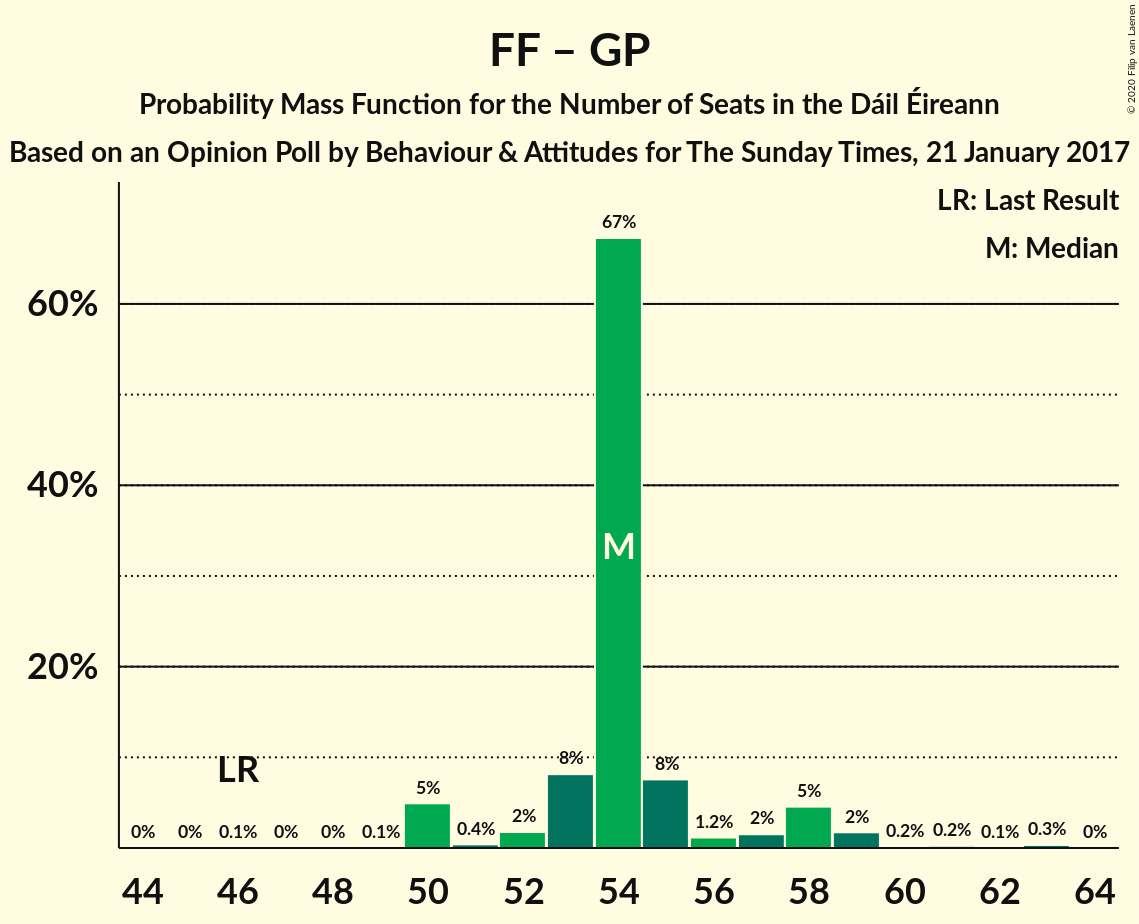 FF – GP
Probability Mass Function for the Number of Seats in the Dáil Éireann
Based on an Opinion Poll by Behaviour & Attitudes for The Sunday Times, 21 January 2017
© 2020 Filip van Laenen
LR: Last Result
M: Median
60%
40%
20%
67%
M
LR
0% 0% 0.1% 0% 0% 0.1% 5% 0.4% 2% 8% 8% 1.2% 2% 5% 2% 0.2% 0.2% 0.1% 0.3% 0%
44 46 48 50 52 54 56 58 60 62 64